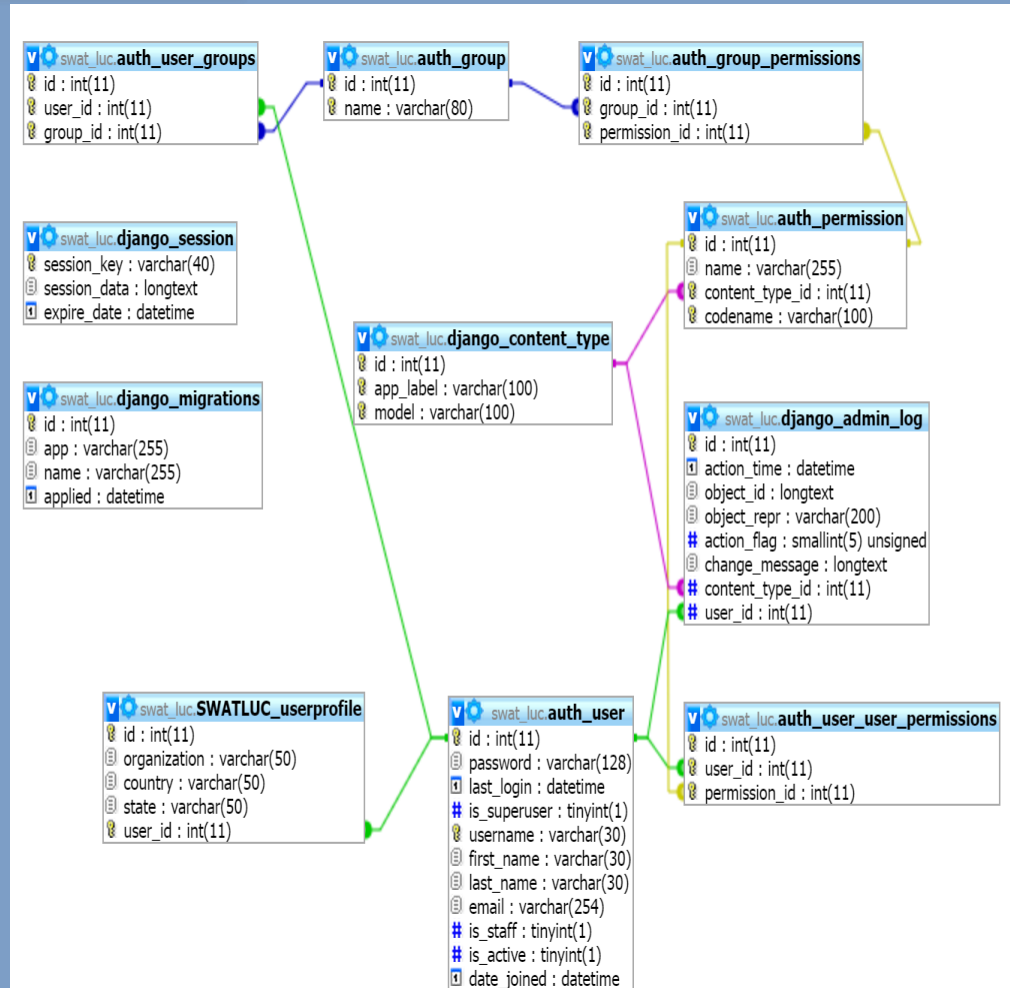 swat_luc.auth_user_groups
id : int(11)
user_id : int(11)
group_id : int(11)
swat_luc.auth_group
id : int(11)
name : varchar(80)
swat_luc.auth_group_permissions
id : int(11)
group_id : int(11)
permission_id : int(11)
swat_luc.django_session
session_key : varchar(40)
session_data : longtext
expire_date : datetime
swat_luc.auth_permission
id : int(11)
name : varchar(255)
content_type_id : int(11)
codename : varchar(100)
swat_luc.django_content_type
id : int(11)
app_label : varchar(100)
model : varchar(100)
swat_luc.django_migrations
id : int(11)
app : varchar(255)
name : varchar(255)
applied : datetime
swat_luc.django_admin_log
id : int(11)
action_time : datetime
object_id : longtext
object_repr : varchar(200)
action_flag : smallint(5) unsigned
change_message : longtext
content_type_id : int(11)
user_id : int(11)
swat_luc.SWATLUC_userprofile
id : int(11)
organization : varchar(50)
country : varchar(50)
state : varchar(50)
user_id : int(11)
swat_luc.auth_user
id : int(11)
password : varchar(128)
last_login : datetime
is_superuser : tinyint(1)
username : varchar(30)
first_name : varchar(30)
last_name : varchar(30)
email : varchar(254)
is_staff : tinyint(1)
is_active : tinyint(1)
date_joined : datetime
swat_luc.auth_user_user_permissions
id : int(11)
user_id : int(11)
permission_id : int(11)